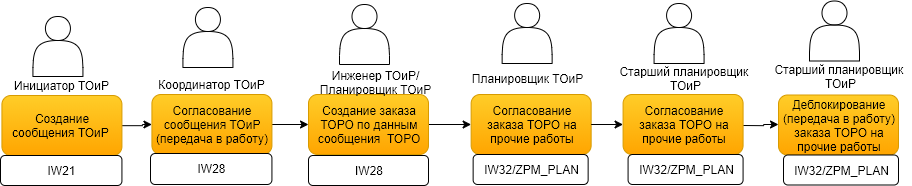 Инициатор ТОиР
Создание
сообщения ТОиР
IW21
Координатор ТОиР
Согласование
сообщения ТОиР
(передача в работу)
IW28
Инженер ТОиР/
Планировщик ТОиР
Создание заказа
ТОРО по данным
сообщения ТОРО
IW28
Планировщик ТОиР
Согласование
заказа ТОРО на
прочие работы
IW32/ZPM_PLAN
Старший планировщик
ТОиР
Согласование
заказа ТОРО на
прочие работы
IW32/ZPM_PLAN
Старший планировщик
ТОиР
Деблокирование
(передача в работу)
заказа ТОРО на
прочие работы
IW32/ZPM_PLAN